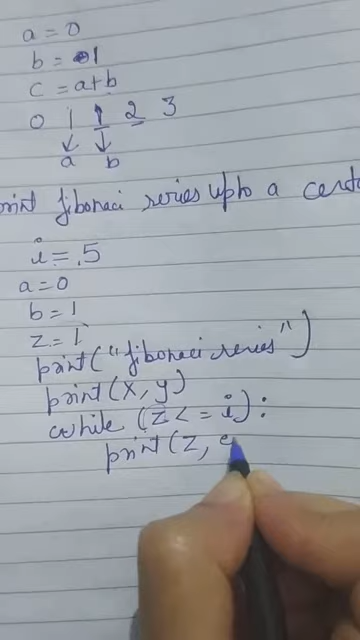 a = 0
b = 1
c = a+b
0 1 1 2 3
a b
print fibonaci series upto a
i = 5
a = 0
b = 1
z = 1
print("fibonaci series")
print(x, y)
while (z <= i):
print(z, e